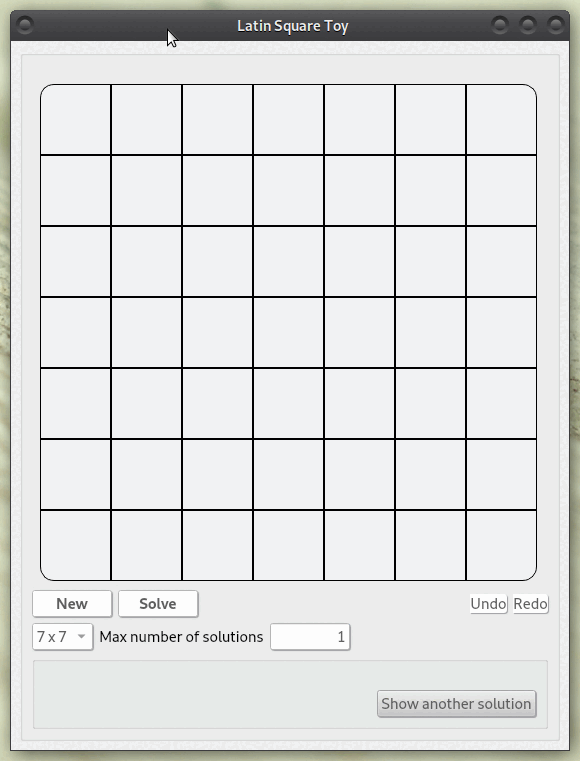 Latin Square Toy
New Solve Undo Redo
7 x 7 Max number of solutions 1
Show another solution